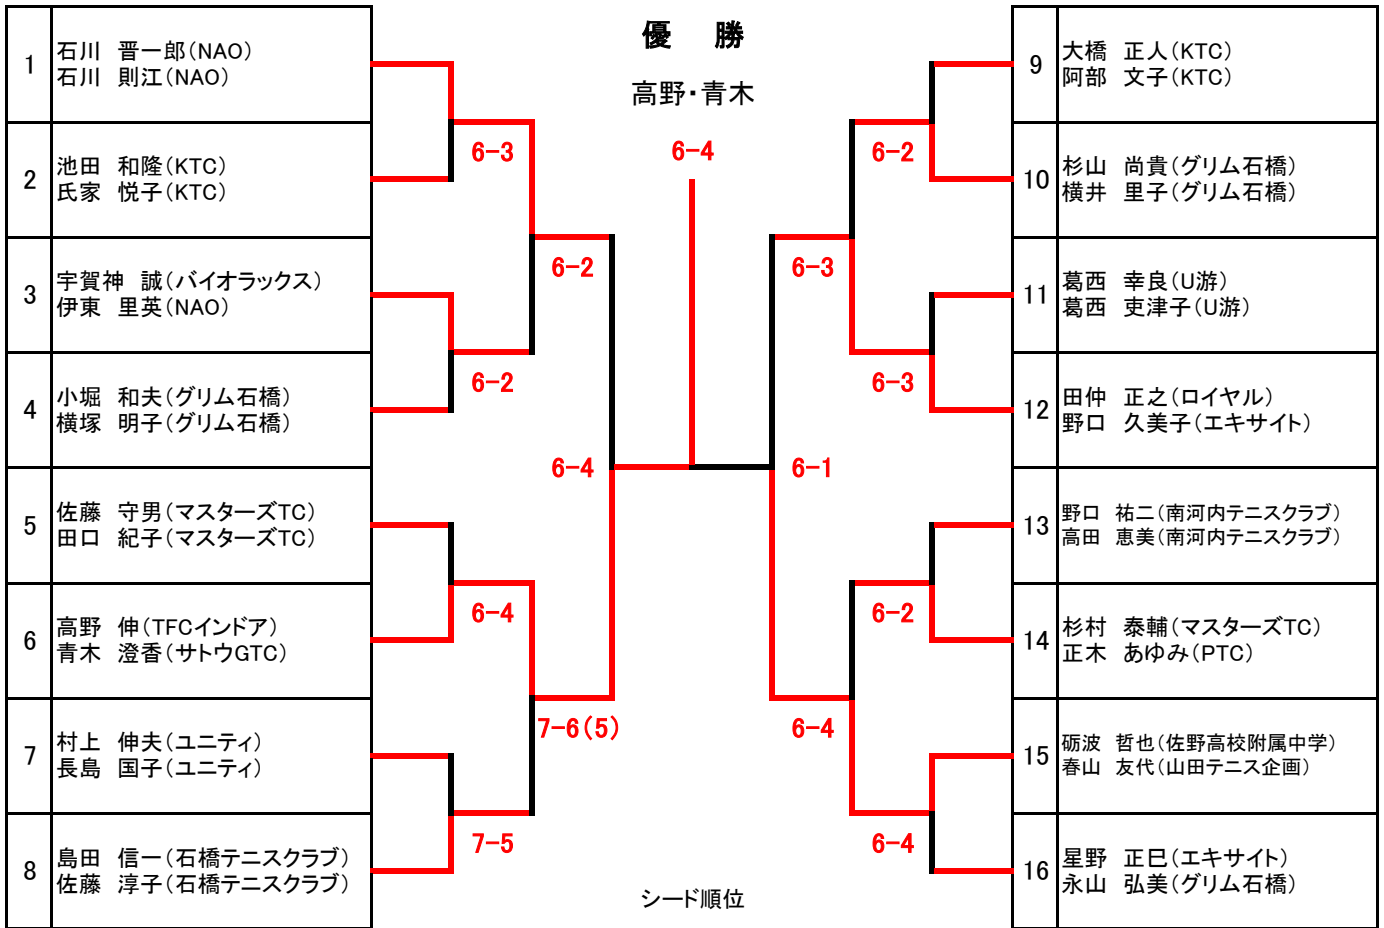 優　勝
高野・青木
6-4
1
石川　晋一郎(NAO)
石川　則江(NAO)
2
池田　和隆(KTC)
氏家　悦子(KTC)
3
宇賀神　誠(バイオラックス)
伊東　里英(NAO)
4
小堀　和夫(グリム石橋)
横塚　明子(グリム石橋)
5
佐藤　守男(マスターズTC)
田口　紀子(マスターズTC)
6
高野　伸(TFCインドア)
青木　澄香(サトウGTC)
7
村上　伸夫(ユニティ)
長島　国子(ユニティ)
8
島田　信一(石橋テニスクラブ)
佐藤　淳子(石橋テニスクラブ)
6-3
6-2
6-2
6-4
6-4
7-6(5)
7-5
6-2
6-3
6-3
6-1
6-2
6-4
6-4
9
大橋　正人(KTC)
阿部　文子(KTC)
10
杉山　尚貴(グリム石橋)
横井　里子(グリム石橋)
11
葛西　幸良(U游)
葛西　吏津子(U游)
12
田仲　正之(ロイヤル)
野口　久美子(エキサイト)
13
野口　祐二(南河内テニスクラブ)
高田　恵美(南河内テニスクラブ)
14
杉村　泰輔(マスターズTC)
正木　あゆみ(PTC)
15
砺波　哲也(佐野高校附属中学)
春山　友代(山田テニス企画)
16
星野　正巳(エキサイト)
永山　弘美(グリム石橋)
シード順位